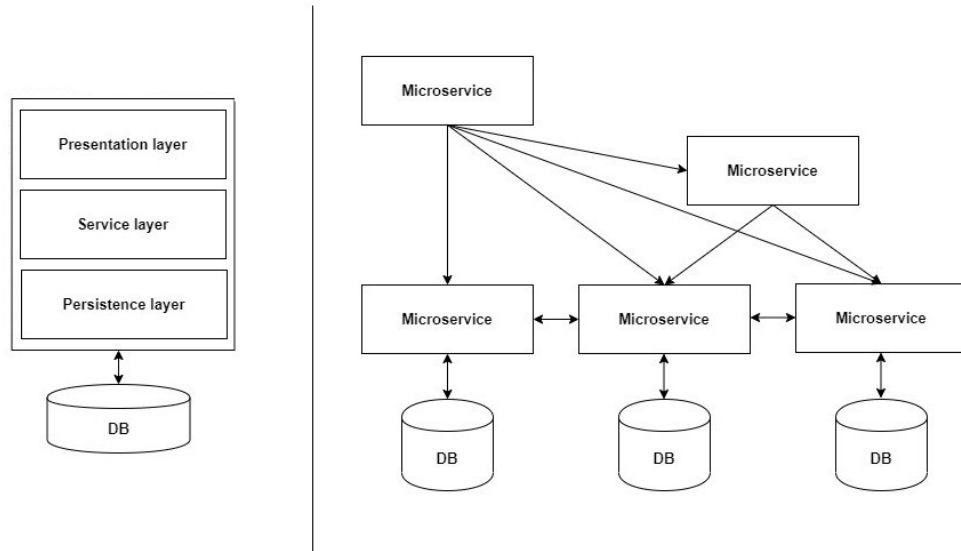 Presentation layer
Service layer
Persistence layer
DB
Microservice
Microservice
Microservice
Microservice
Microservice
DB
DB
DB